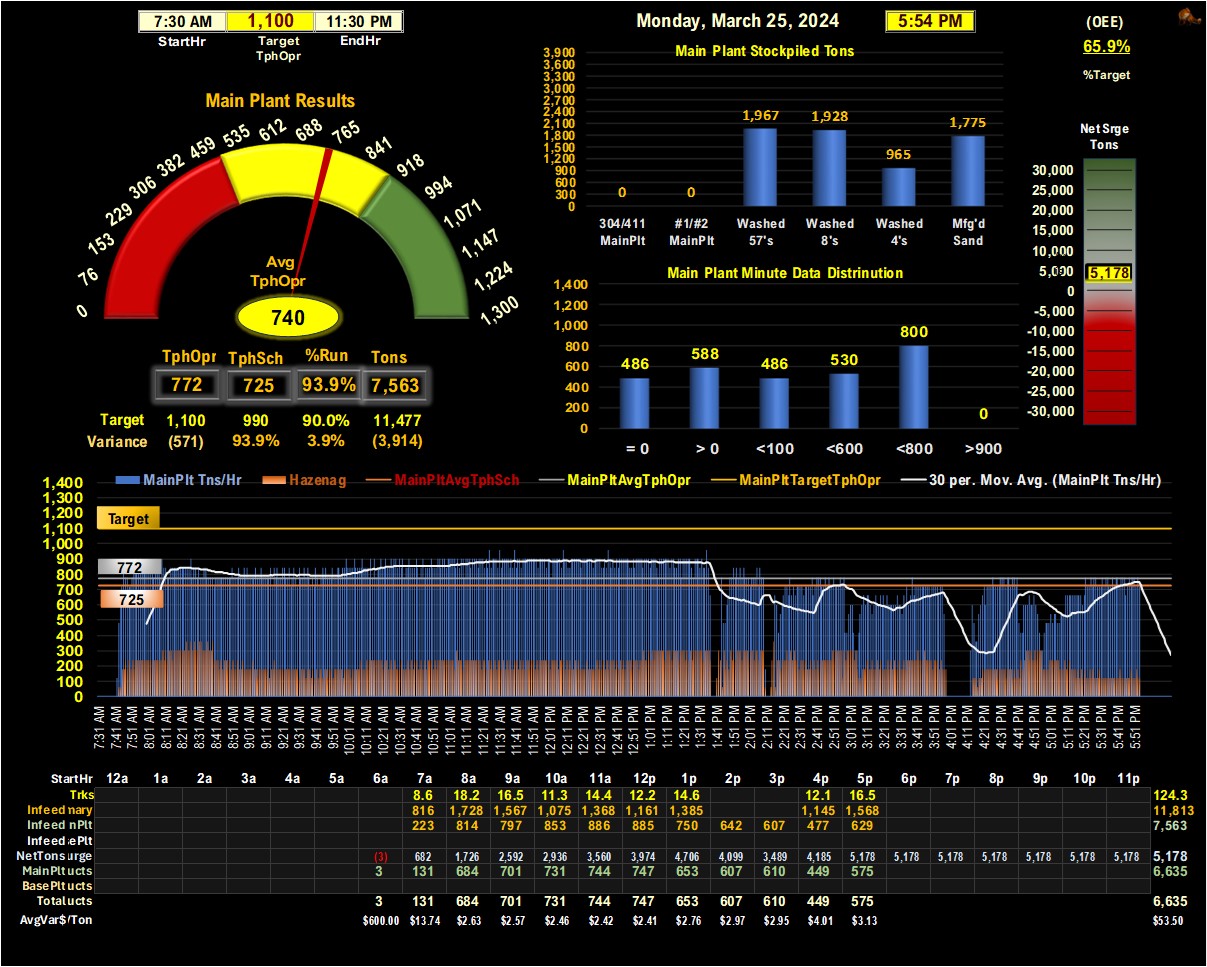 7:30 AM 1,100 11:30 PM
StartHr Target TphOpr EndHr
Monday, March 25, 2024 5:54 PM
(OEE)
65.9%
%Target
Main Plant Results
0 76 153 229 306 382 459 535 612 688 765 841 918 994 1,071 1,147 1,224 1,300
Avg
TphOpr
740
TphOpr TphSch %Run Tons
772 725 93.9% 7,563
Target 1,100 990 90.0% 11,477
Variance (571) 93.9% 3.9% (3,914)
Main Plant Stockpiled Tons
3,900
3,600
3,300
3,000
2,700
2,400
2,100
1,800
1,500
1,200
900
600
300
0
0 0 1,967 1,928 965 1,775
304/411 #1/#2 Washed Washed Washed Mfg'd
MainPlt MainPlt 57's 8's 4's Sand
Main Plant Minute Data Distrinution
1,400
1,200
1,000
800
600
400
200
0
486 588 486 530 800 0
= 0 > 0 <100 <600 <800 >900
Net Srge
Tons
30,000
25,000
20,000
15,000
10,000
5,000
0
-5,000
-10,000
-15,000
-20,000
-25,000
-30,000
5,178
MainPlt Tns/Hr Hazenag MainPltAvgTphSch MainPltAvgTphOpr MainPltTargetTphOpr 30 per. Mov. Avg. (MainPlt Tns/Hr)
1,400
1,300
1,200
1,100
1,000
900
800
700
600
500
400
300
200
100
0
Target
772
725
7:31 AM 7:41 AM 7:51 AM 8:01 AM 8:11 AM 8:21 AM 8:31 AM 8:41 AM 8:51 AM 9:01 AM 9:11 AM 9:21 AM 9:31 AM 9:41 AM 9:51 AM 10:01 AM 10:11 AM 10:21 AM 10:31 AM 10:41 AM 10:51 AM 11:01 AM 11:11 AM 11:21 AM 11:31 AM 11:41 AM 11:51 AM 12:01 PM 12:11 PM 12:21 PM 12:31 PM 12:41 PM 12:51 PM 1:01 PM 1:11 PM 1:21 PM 1:31 PM 1:41 PM 1:51 PM 2:01 PM 2:11 PM 2:21 PM 2:31 PM 2:41 PM 2:51 PM 3:01 PM 3:11 PM 3:21 PM 3:31 PM 3:41 PM 3:51 PM 4:01 PM 4:11 PM 4:21 PM 4:31 PM 4:41 PM 4:51 PM 5:01 PM 5:11 PM 5:21 PM 5:31 PM 5:41 PM 5:51 PM
StartHr 12a 1a 2a 3a 4a 5a 6a 7a 8a 9a 10a 11a 12p 1p 2p 3p 4p 5p 6p 7p 8p 9p 10p 11p
Trks 8.6 18.2 16.5 11.3 14.4 12.2 14.6 12.1 16.5 124.3
Infeed nary 816 1,728 1,567 1,075 1,368 1,161 1,385 1,145 1,568 11,813
Infeed nPlt 223 814 797 853 886 885 750 642 607 477 629 7,563
Infeed ePlt
NetTons urge (3) 682 1,726 2,592 2,936 3,560 3,974 4,706 4,099 3,489 4,185 5,178 5,178 5,178 5,178 5,178 5,178 5,178 5,178
MainPlt ucts 3 131 684 701 731 744 747 653 607 610 449 575 6,635
BasePlt ucts
Total ucts 3 131 684 701 731 744 747 653 607 610 449 575 6,635
AvgVar$/Ton $600.00 $13.74 $2.63 $2.57 $2.46 $2.42 $2.41 $2.76 $2.97 $2.95 $4.01 $3.13 $53.50